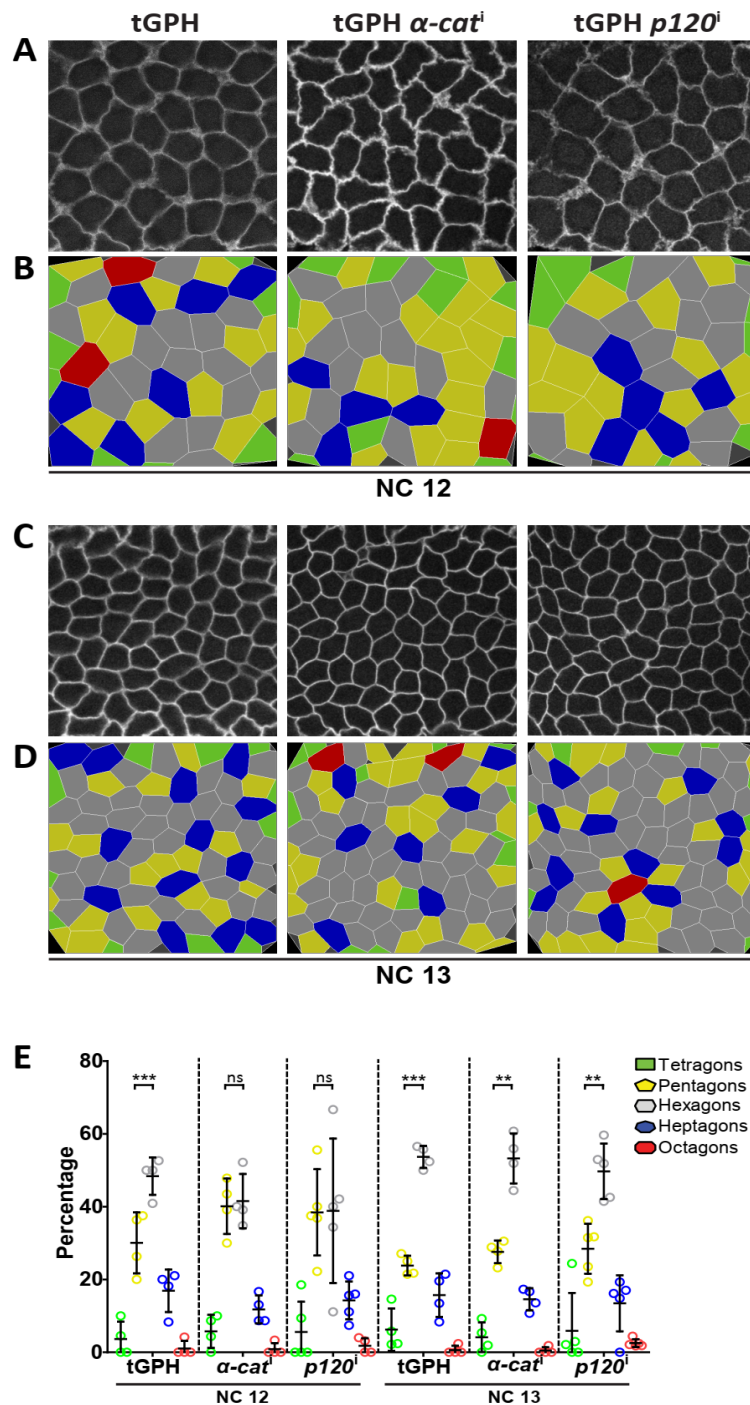 tGPH tGPH α-catⁱ tGPH p120ⁱ
A
B
NC 12
C
D
NC 13
E
80
60
40
20
0
Percentage
*** ns ns *** ** **
Tetragons
Pentagons
Hexagons
Heptagons
Octagons
tGPH α-catⁱ p120ⁱ tGPH α-catⁱ p120ⁱ
NC 12 NC 13